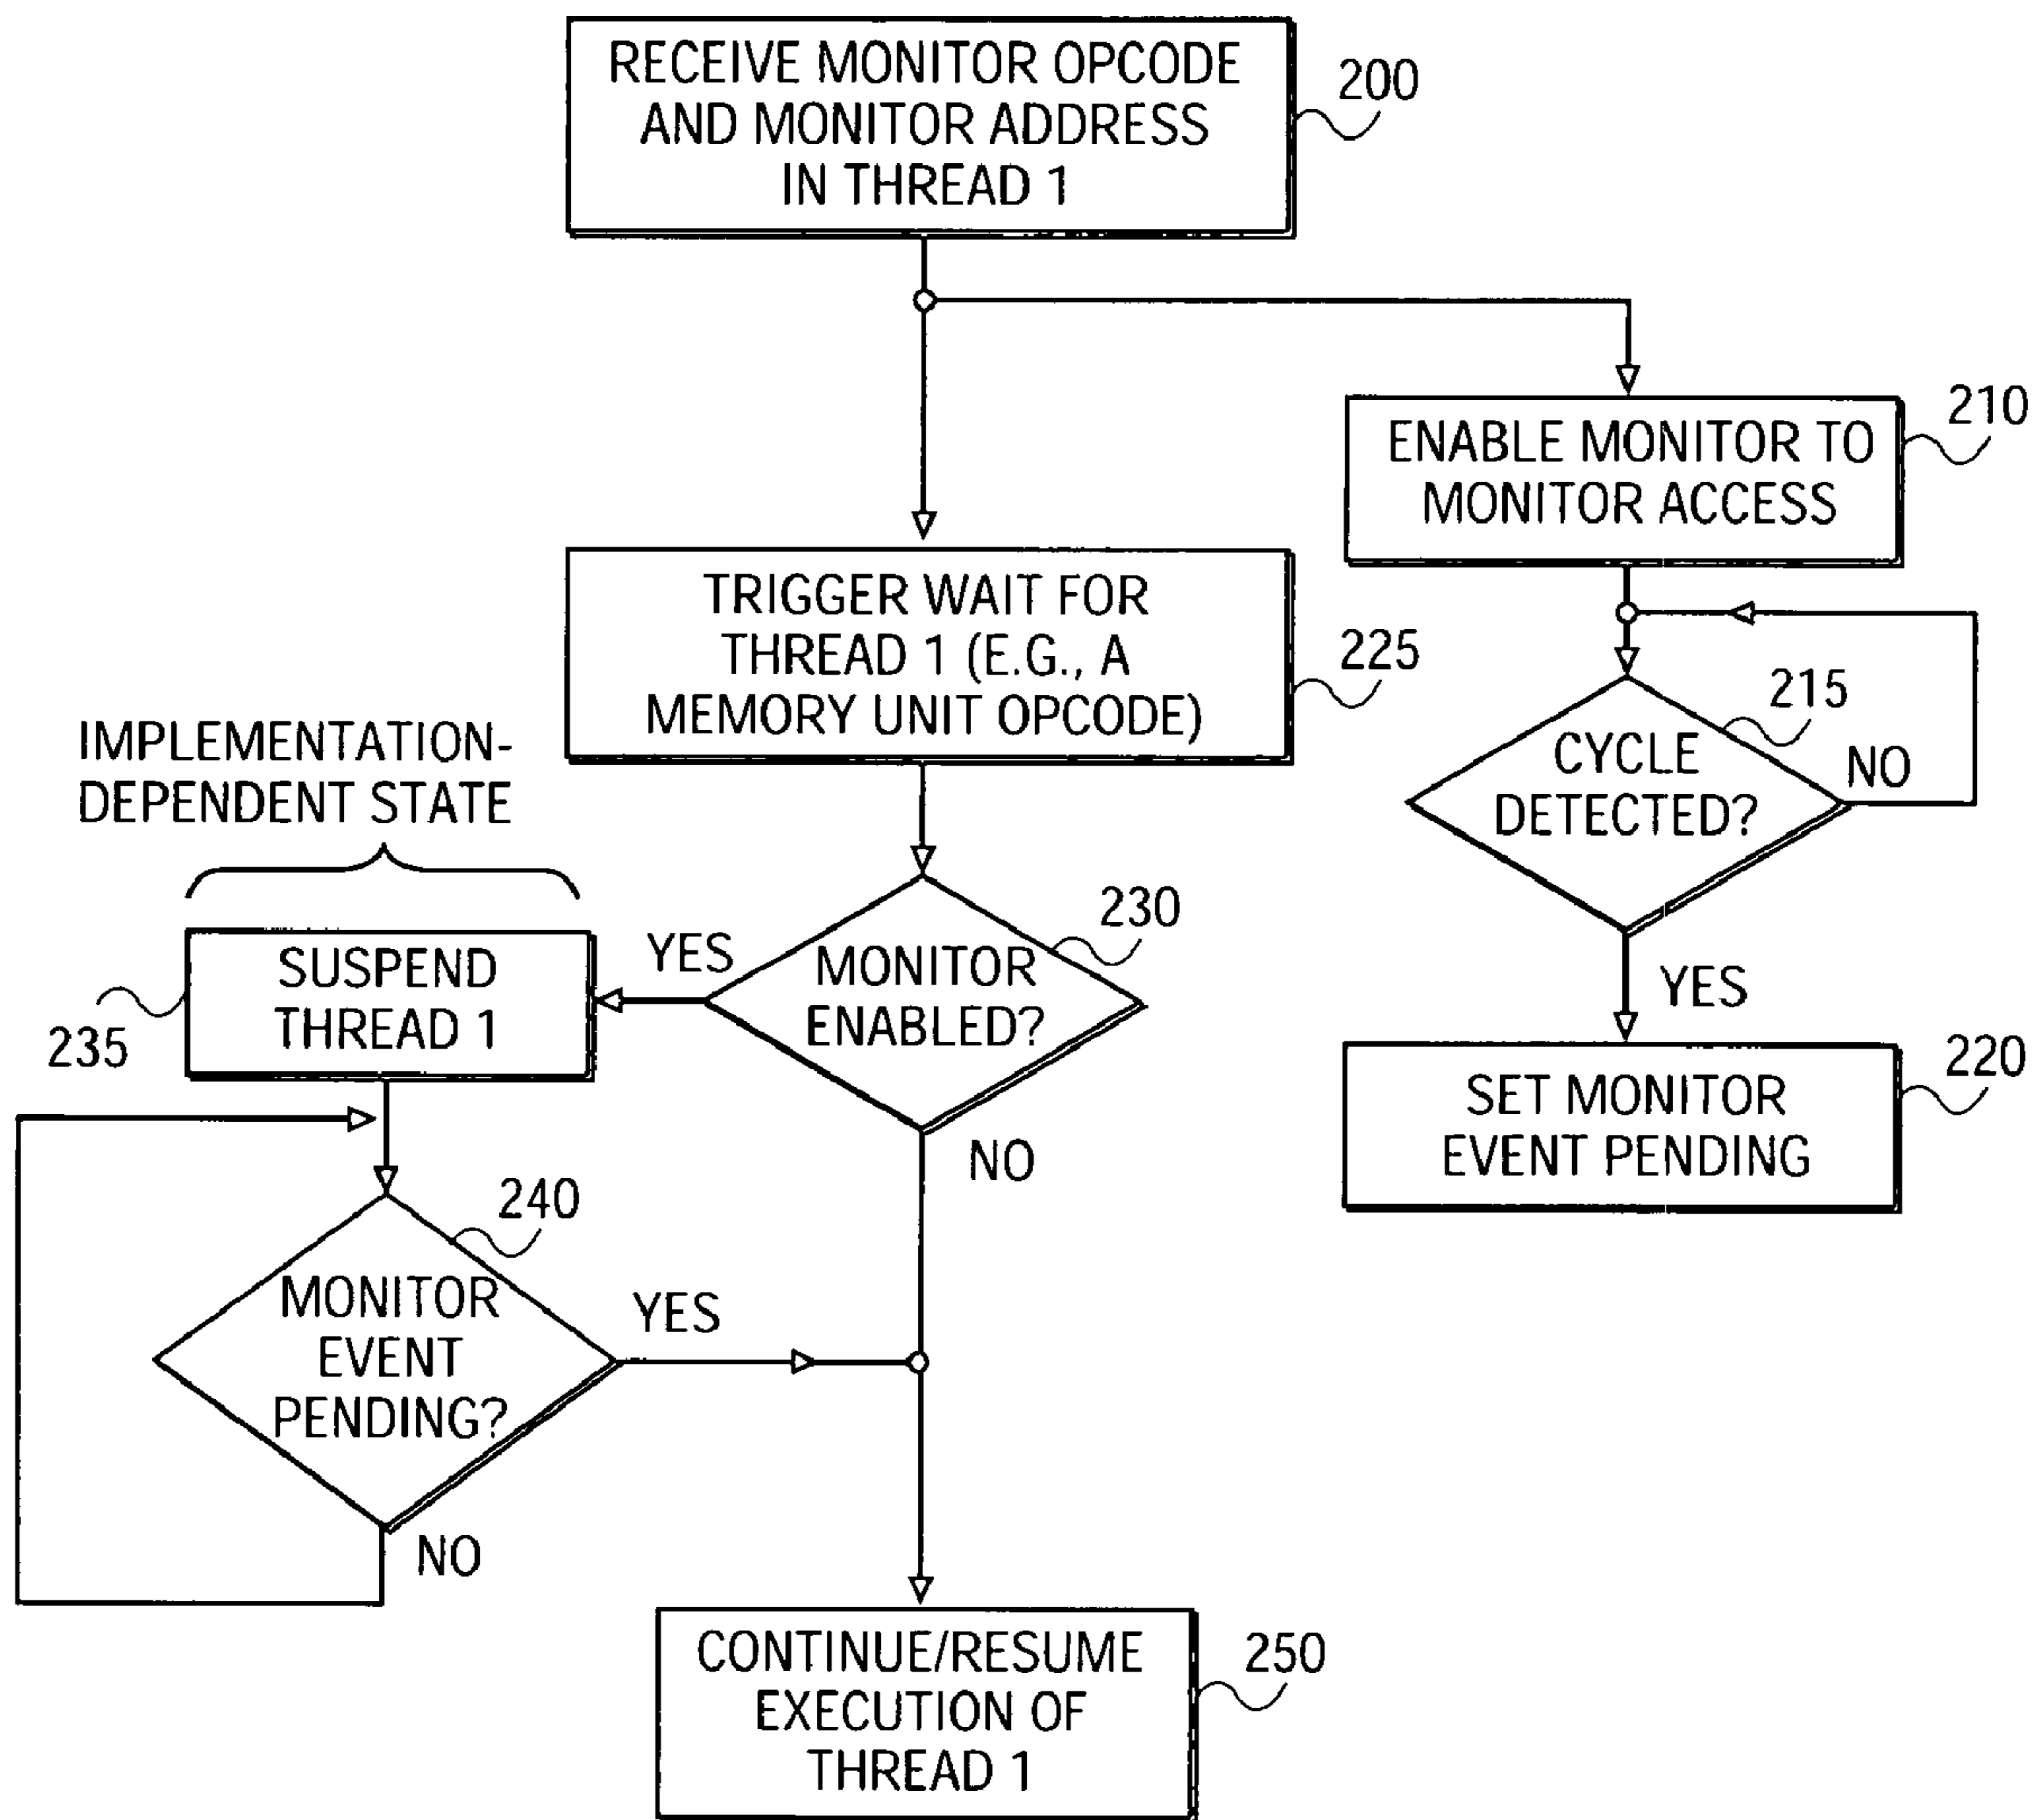 RECEIVE MONITOR OPCODE
AND MONITOR ADDRESS
IN THREAD 1
200
ENABLE MONITOR TO
MONITOR ACCESS
210
TRIGGER WAIT FOR
THREAD 1 (E.G., A
MEMORY UNIT OPCODE)
225
CYCLE
DETECTED?
215
NO
YES
IMPLEMENTATION-
DEPENDENT STATE
SUSPEND
THREAD 1
235
YES
MONITOR
ENABLED?
230
NO
SET MONITOR
EVENT PENDING
220
MONITOR
EVENT
PENDING?
240
YES
NO
CONTINUE/RESUME
EXECUTION OF
THREAD 1
250